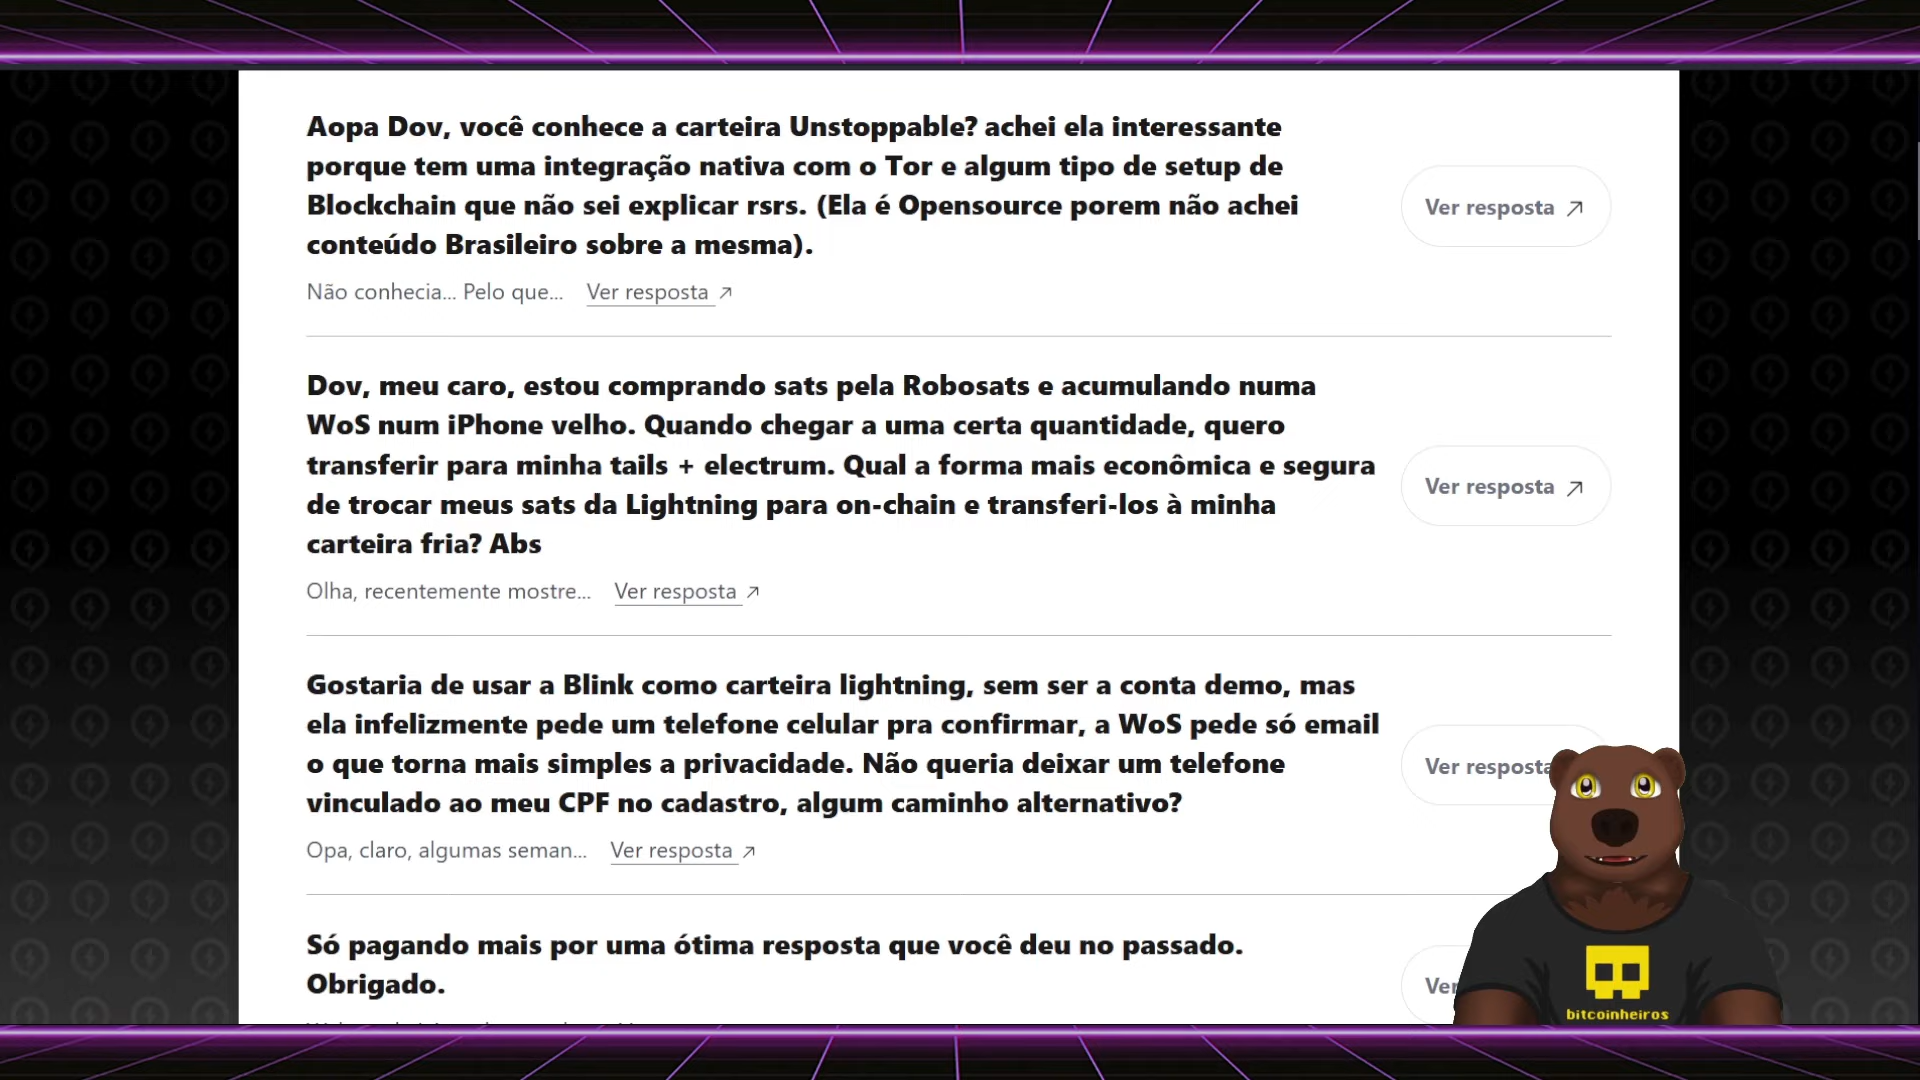 Aopa Dov, você conhece a carteira Unstoppable? achei ela interessante
porque tem uma integração nativa com o Tor e algum tipo de setup de
Blockchain que não sei explicar rsrs. (Ela é Opensource porem não achei
conteúdo Brasileiro sobre a mesma).
Ver resposta
Não conhecia... Pelo que... Ver resposta
Dov, meu caro, estou comprando sats pela Robosats e acumulando numa
WoS num iPhone velho. Quando chegar a uma certa quantidade, quero
transferir para minha tails + electrum. Qual a forma mais econômica e segura
de trocar meus sats da Lightning para on-chain e transferi-los à minha
carteira fria? Abs
Ver resposta
Olha, recentemente mostre... Ver resposta
Gostaria de usar a Blink como carteira lightning, sem ser a conta demo, mas
ela infelizmente pede um telefone celular pra confirmar, a WoS pede só email
o que torna mais simples a privacidade. Não queria deixar um telefone
vinculado ao meu CPF no cadastro, algum caminho alternativo?
Ver resposta
Opa, claro, algumas seman... Ver resposta
Só pagando mais por uma ótima resposta que você deu no passado.
Obrigado.
Ver
bitcoinheiros